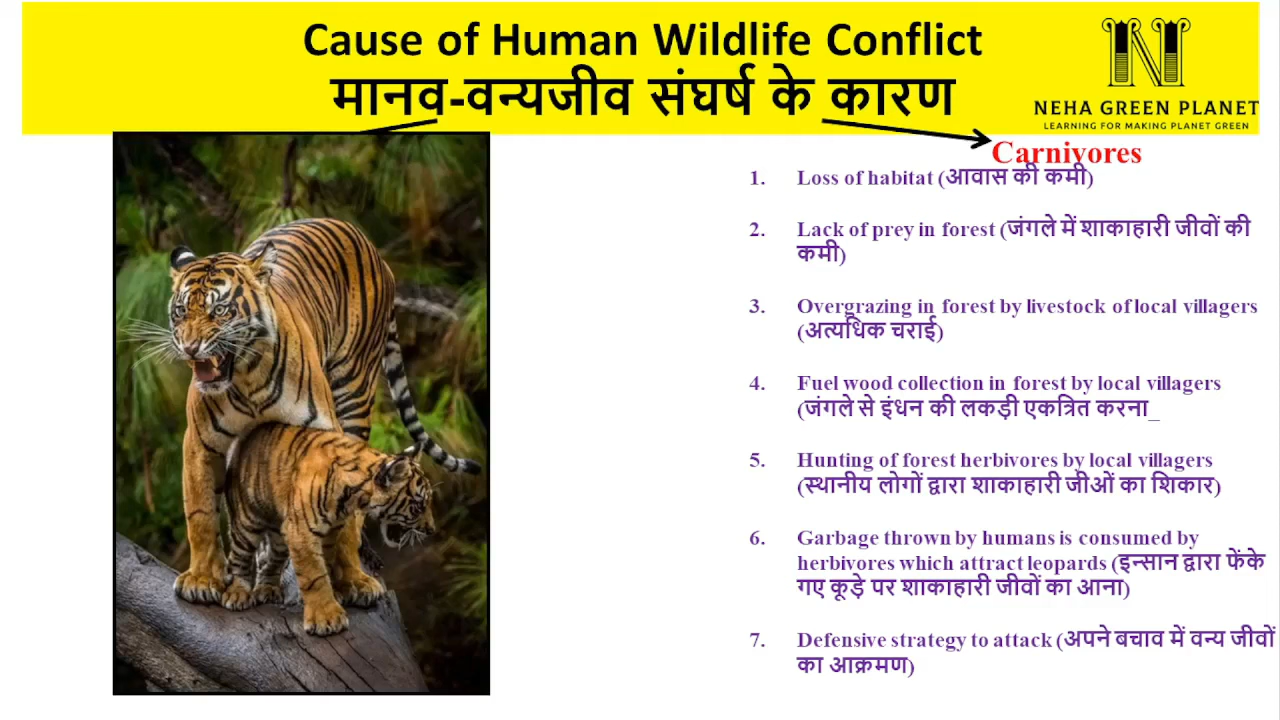 Cause of Human Wildlife Conflict
मानव-वन्यजीव संघर्ष के कारण
N
NEHA GREEN PLANET
LEARNING FOR MAKING PLANET GREEN
Carnivores
1. Loss of habitat (आवास की कमी)
2. Lack of prey in forest (जंगले में शाकाहारी जीवों की
कमी)
3. Overgrazing in forest by livestock of local villagers
(अत्यधिक चराई)
4. Fuel wood collection in forest by local villagers
(जंगले से इंधन की लकड़ी एकत्रित करना_
5. Hunting of forest herbivores by local villagers
(स्थानीय लोगों द्वारा शाकाहारी जीओं का शिकार)
6. Garbage thrown by humans is consumed by
herbivores which attract leopards (इन्सान द्वारा फेंके
गए कूड़े पर शाकाहारी जीवों का आना)
7. Defensive strategy to attack (अपने बचाव में वन्य जीवों
का आक्रमण)